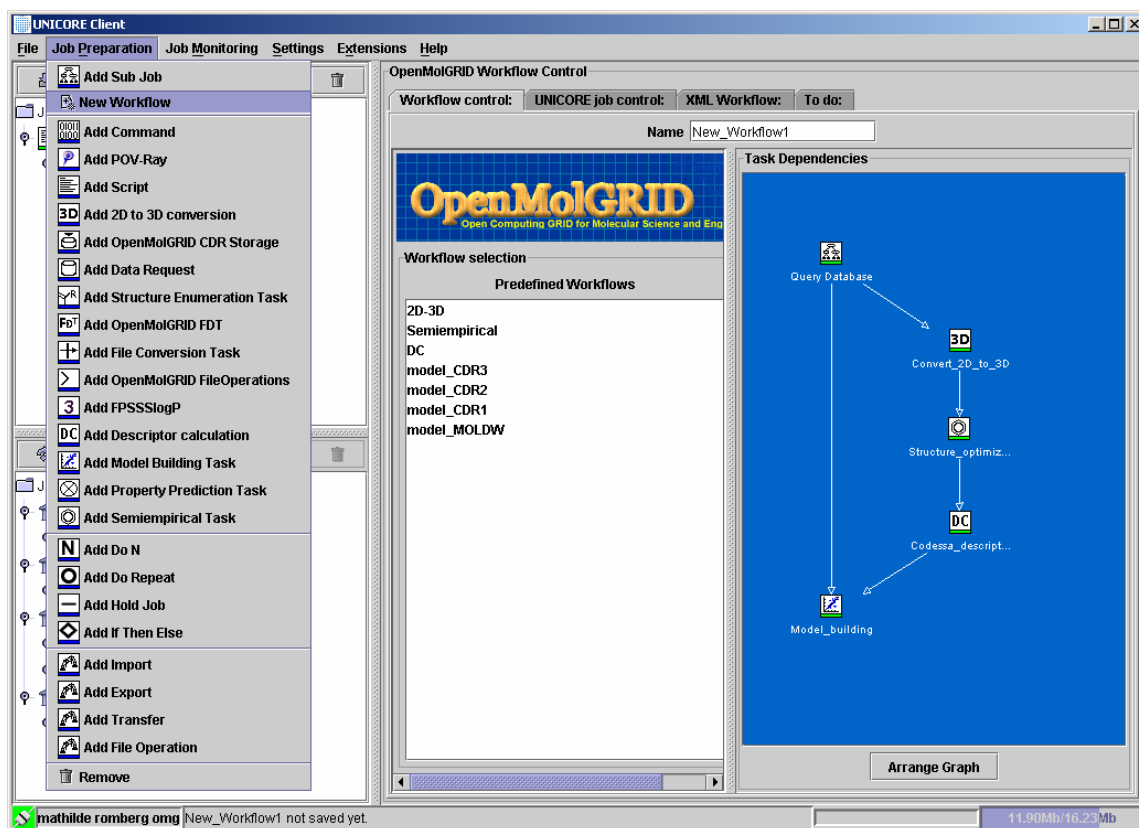 UNICORE Client
File Job Preparation Job Monitoring Settings Extensions Help
Add Sub Job
New Workflow
Add Command
Add POV-Ray
Add Script
3D Add 2D to 3D conversion
Add OpenMolGRID CDR Storage
Add Data Request
R Add Structure Enumeration Task
FDT Add OpenMolGRID FDT
Add File Conversion Task
Add OpenMolGRID FileOperations
3 Add FPSSSlogP
DC Add Descriptor calculation
Add Model Building Task
Add Property Prediction Task
Add Semiempirical Task
N Add Do N
Add Do Repeat
Add Hold Job
Add If Then Else
Add Import
Add Export
Add Transfer
Add File Operation
Remove
OpenMolGRID Workflow Control
Workflow control: UNICORE job control: XML Workflow: To do:
Name New_Workflow1
OpenMolGRID
Open Computing GRID for Molecular Science and Eng
Workflow selection
Predefined Workflows
2D-3D
Semiempirical
DC
model_CDR3
model_CDR2
model_CDR1
model_MOLDW
Task Dependencies
Query Database
3D
Convert_2D_to_3D
Structure_optimiz...
DC
Codessa_descript...
Model_building
Arrange Graph
mathilde romberg omg New_Workflow1 not saved yet.
11.90Mb/16.23Mb